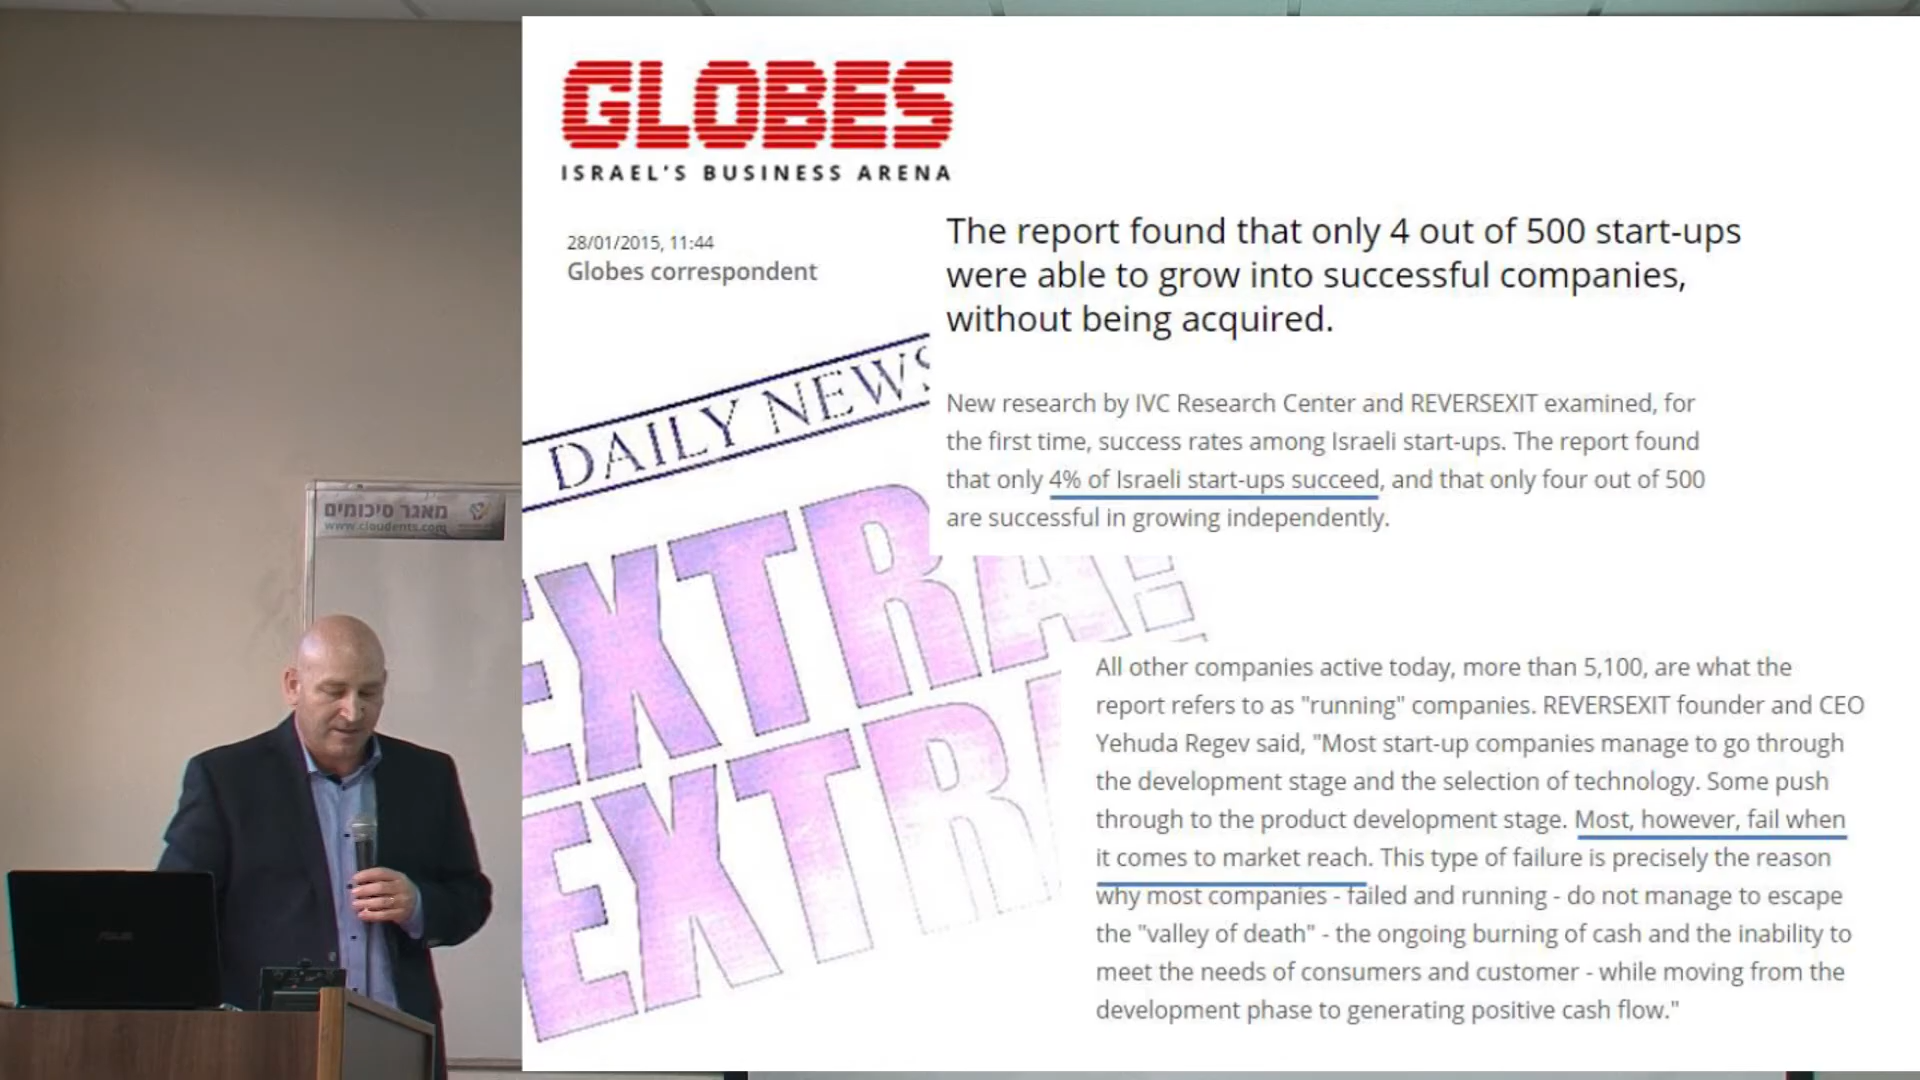 GLOBES
ISRAEL'S BUSINESS ARENA
28/01/2015, 11:44
Globes correspondent
The report found that only 4 out of 500 start-ups
were able to grow into successful companies,
without being acquired.
New research by IVC Research Center and REVERSEXIT examined, for
the first time, success rates among Israeli start-ups. The report found
that only 4% of Israeli start-ups succeed, and that only four out of 500
are successful in growing independently.
DAILY NEWS
EXTRA!
EXTRA
All other companies active today, more than 5,100, are what the
report refers to as "running" companies. REVERSEXIT founder and CEO
Yehuda Regev said, "Most start-up companies manage to go through
the development stage and the selection of technology. Some push
through to the product development stage. Most, however, fail when
it comes to market reach. This type of failure is precisely the reason
why most companies - failed and running - do not manage to escape
the "valley of death" - the ongoing burning of cash and the inability to
meet the needs of consumers and customer - while moving from the
development phase to generating positive cash flow."
מאגר סיכומים
www.cloudents.com
ASUS